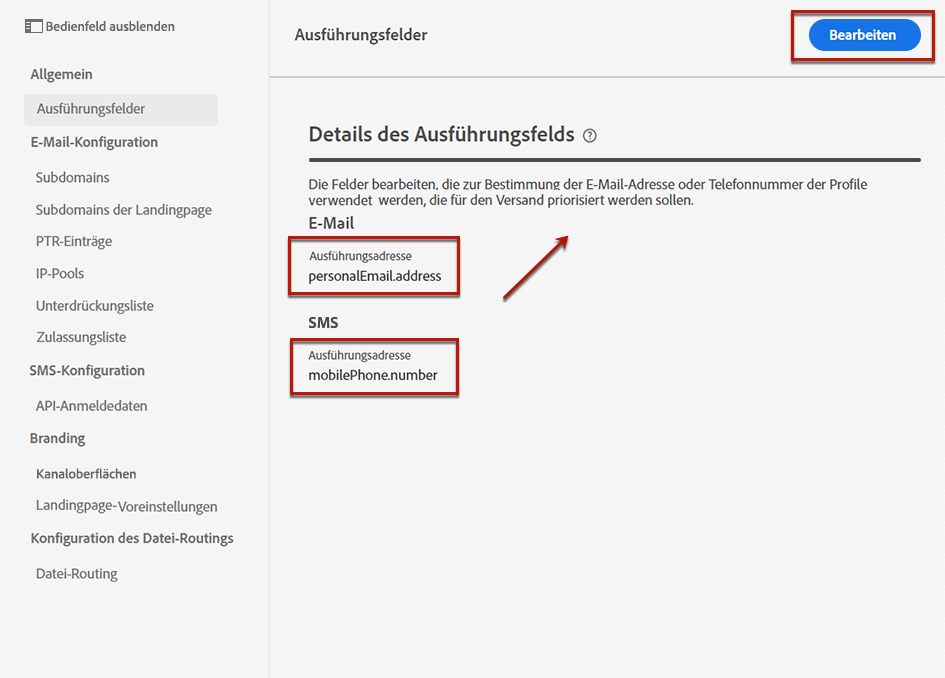 Bedienfeld ausblenden
Allgemein
Ausführungsfelder
E-Mail-Konfiguration
Subdomains
Subdomains der Landingpage
PTR-Einträge
IP-Pools
Unterdrückungsliste
Zulassungsliste
SMS-Konfiguration
API-Anmeldedaten
Branding
Kanaloberflächen
Landingpage-Voreinstellungen
Konfiguration des Datei-Routings
Datei-Routing
Ausführungsfelder
Bearbeiten
Details des Ausführungsfelds ?
Die Felder bearbeiten, die zur Bestimmung der E-Mail-Adresse oder Telefonnummer der Profile
verwendet werden, die für den Versand priorisiert werden sollen.
E-Mail
Ausführungsadresse
personalEmail.address
SMS
Ausführungsadresse
mobilePhone.number